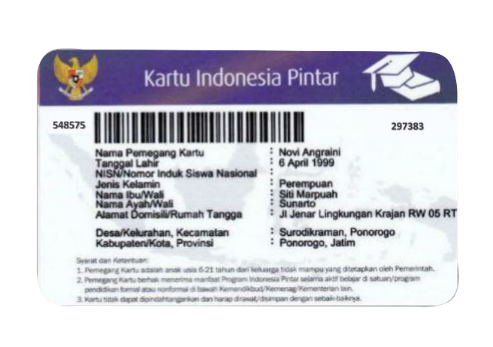 Kartu Indonesia Pintar
548575
297383
Nama Pemegang Kartu : Novi Angraini
Tanggal Lahir : 6 April 1999
NISN/Nomor Induk Siswa Nasional :
Jenis Kelamin : Perempuan
Nama Ibu/Wali : Siti Marpuah
Nama Ayah/Wali : Sunarto
Alamat Domisili/Rumah Tangga : Jl Jenar Lingkungan Krajan RW 05 RT
Desa/Kelurahan, Kecamatan : Surodikraman, Ponorogo
Kabupaten/Kota, Provinsi : Ponorogo, Jatim
Syarat dan Ketentuan:
1. Pemegang Kartu adalah anak usia 6-21 tahun dari keluarga tidak mampu yang ditetapkan oleh Pemerintah.
2. Pemegang Kartu berhak menerima manfaat Program Indonesia Pintar selama aktif belajar di satuan/program
pendidikan formal atau nonformal di bawah Kemendikbud/Kemenag/Kementerian lain.
3. Kartu tidak dapat dipindahtangankan dan harap dirawat/disimpan dengan sebaik-baiknya.